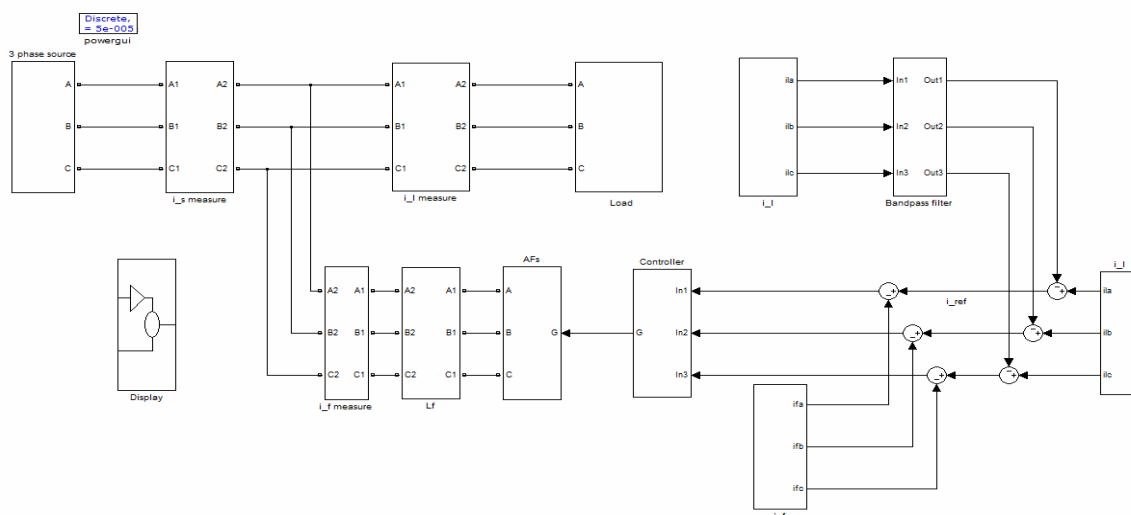 Discrete,
= 5e-005
powergui
3 phase source
A
B
C
A1
B1
C1
A2
B2
C2
i_s measure
A1
B1
C1
A2
B2
C2
i_l measure
A
B
C
Load
ila
ilb
ilc
i_l
In1
In2
In3
Out1
Out2
Out3
Bandpass filter
Display
A2
B2
C2
A1
B1
C1
i_f measure
A2
B2
C2
A1
B1
C1
Lf
AFs
A
B
C
G
Controller
In1
In2
In3
G
i_ref
i_l
ila
ilb
ilc
ifa
ifb
ifc